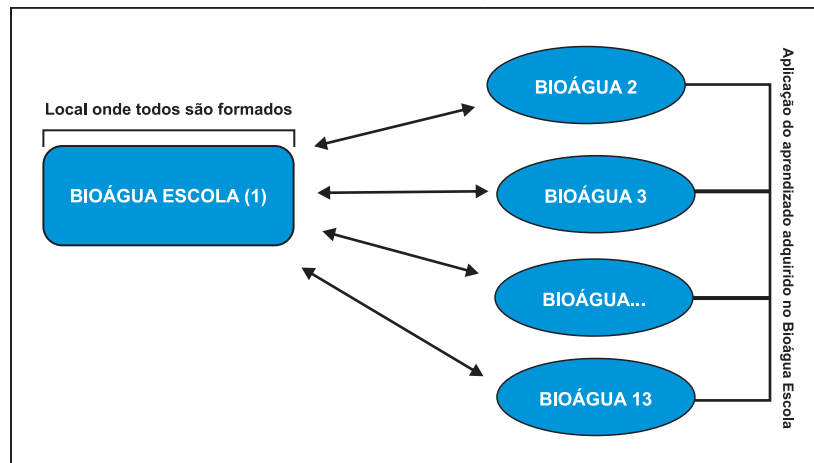 Local onde todos são formados
BIOÁGUA ESCOLA (1)
BIOÁGUA 2
BIOÁGUA 3
BIOÁGUA...
BIOÁGUA 13
Aplicação do aprendizado adquirido no Bioágua Escola